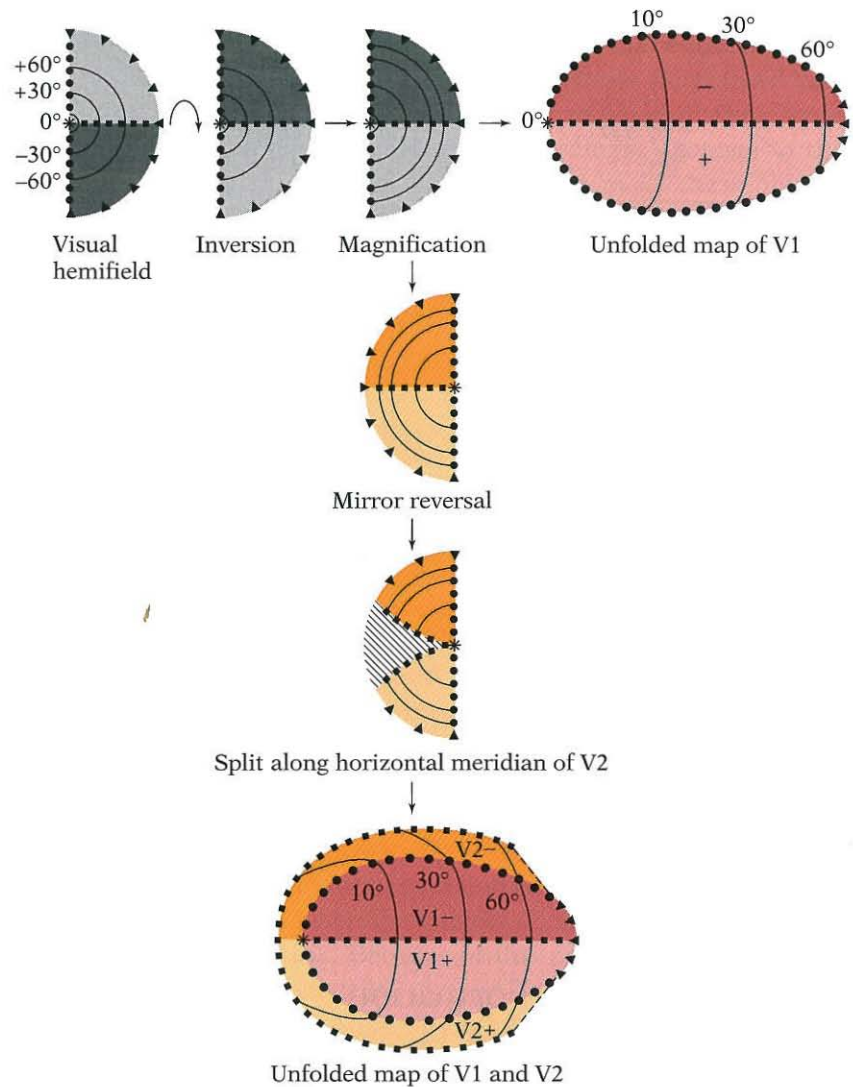 10°
30°
60°
+60°
+30°
0°
−30°
−60°
0°
−
+
Visual
hemifield
Inversion
Magnification
Unfolded map of V1
Mirror reversal
Split along horizontal meridian of V2
V2−
10°
30°
60°
V1−
V1+
V2+
Unfolded map of V1 and V2